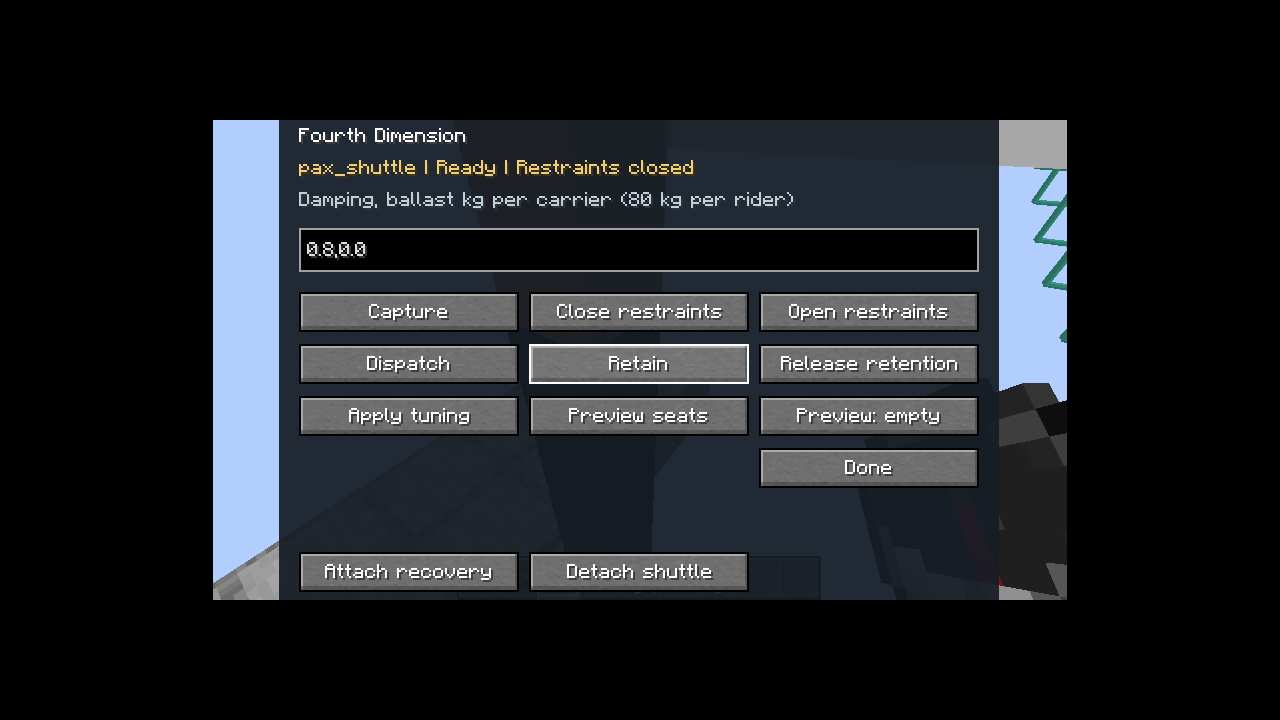 Fourth Dimension
pax_shuttle | Ready | Restraints closed
Damping, ballast kg per carrier (80 kg per rider)
0.8,0.0
Capture
Close restraints
Open restraints
Dispatch
Retain
Release retention
Apply tuning
Preview seats
Preview: empty
Done
Attach recovery
Detach shuttle